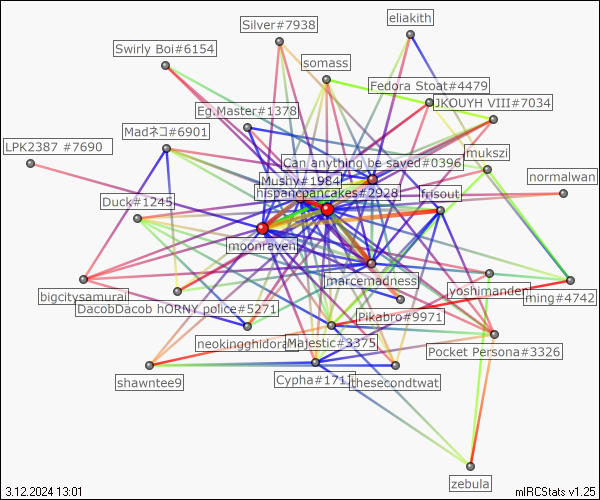 eliakith
Silver#7938
Swirly Boi#6154
somass
Fedora Stoat#4479
JKOUYH VIII#7034
Eg.Master#1378
Madネコ#6901
LPK2387 #7690
mukszi
Can anything be saved#0396
Mushy#1984
normalwan
hispanicpancakes#2928
frisout
Duck#1245
moonraven
marcemadness
yoshimander
bigcitysamurai
ming#4742
DacobDacob hORNY police#5271
Pikabro#9971
neokingghidora
Majestic#3375
Pocket Persona#3326
shawntee9
Cypha#171
thesecondtwat
zebula
3.12.2024 13:01
mIRCStats v1.25